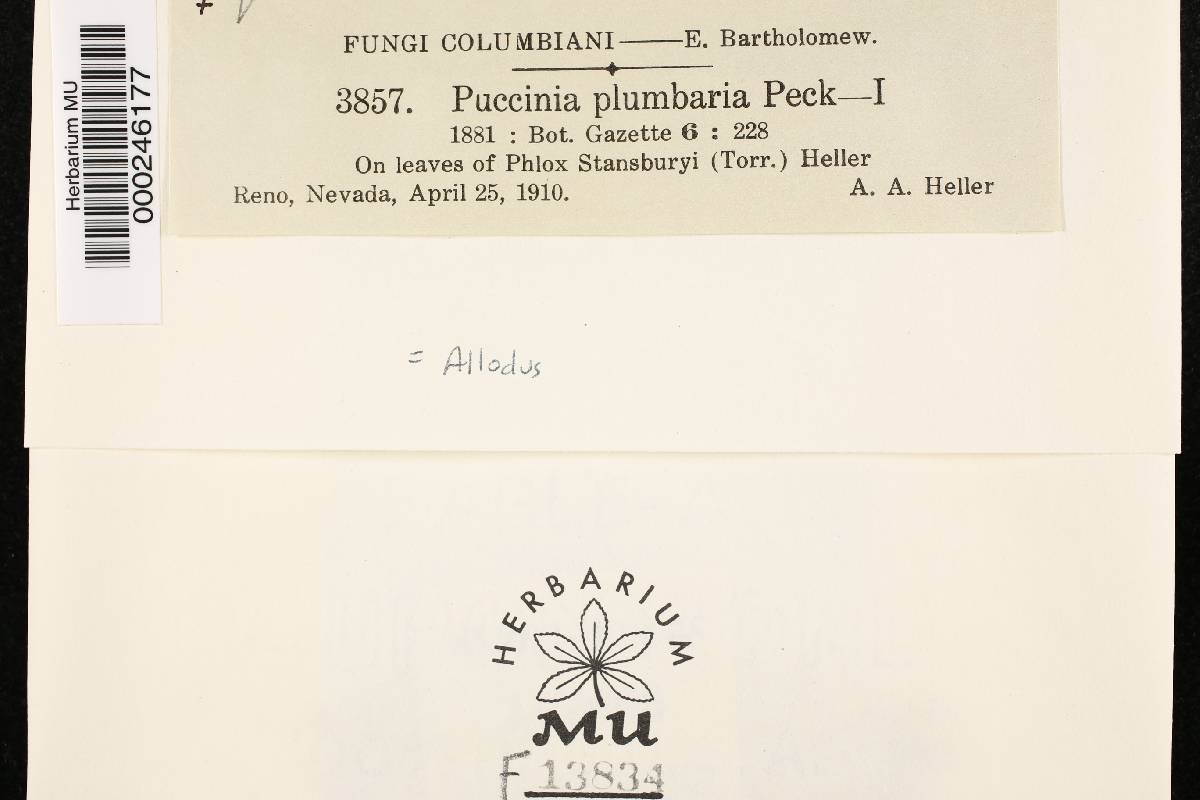 FUNGI COLUMBIANI——E. Bartholomew.
3857. Puccinia plumbaria Peck—I
1881 : Bot. Gazette 6 : 228
On leaves of Phlox Stansburyi (Torr.) Heller
Reno, Nevada, April 25, 1910. A. A. Heller
Herbarium MU
000246177
= Allodus
HERBARIUM
MU
F 13834